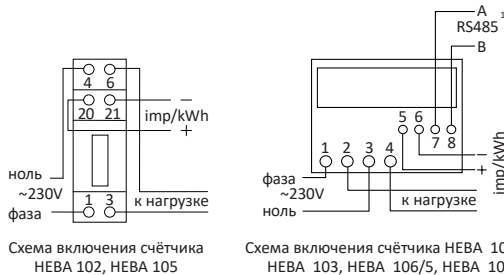 4 6
20 21
imp/kWh
−
+
ноль
~230V
фаза
1 3
к нагрузке
Схема включения счётчика
НЕВА 102, НЕВА 105
A
RS485
B
5 6
7 8
1 2 3 4
−
+
imp/kWh
фаза
~230V
ноль
к нагрузке
Схема включения счётчика НЕВА
103, НЕВА 106/5, НЕВА